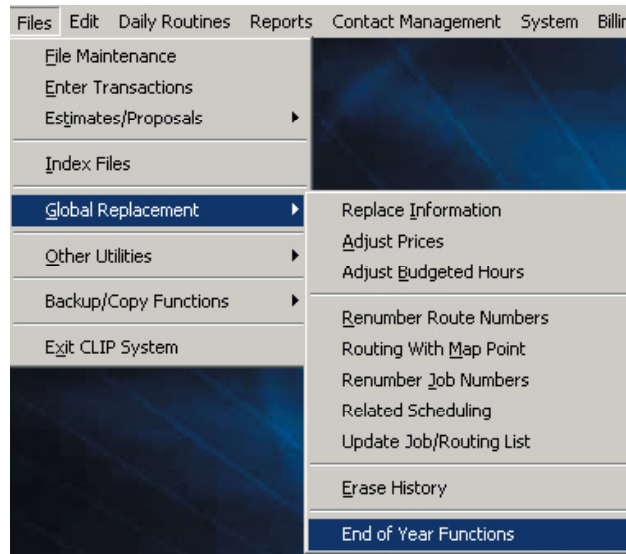 Files Edit Daily Routines Reports Contact Management System
File Maintenance
Enter Transactions
Estimates/Proposals
Index Files
Global Replacement
Other Utilities
Backup/Copy Functions
Exit CLIP System
Replace Information
Adjust Prices
Adjust Budgeted Hours
Renumber Route Numbers
Routing With Map Point
Renumber Job Numbers
Related Scheduling
Update Job/Routing List
Erase History
End of Year Functions